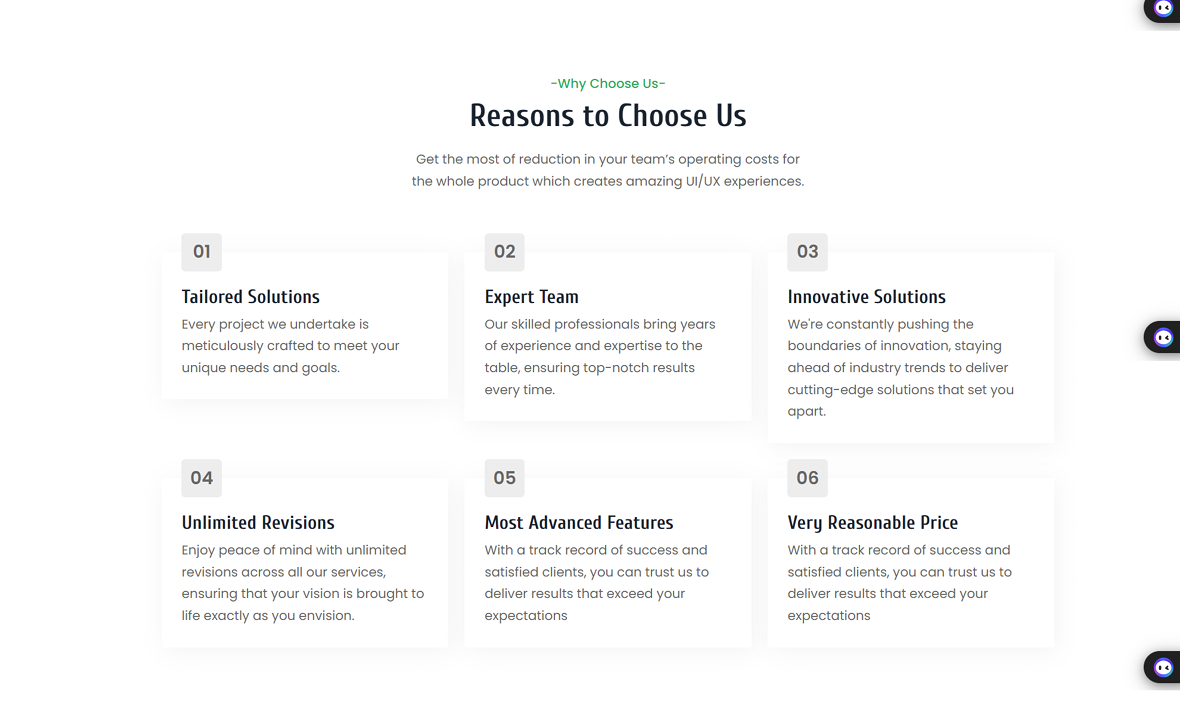 -Why Choose Us-
Reasons to Choose Us
Get the most of reduction in your team's operating costs for
the whole product which creates amazing UI/UX experiences.
01
Tailored Solutions
Every project we undertake is
meticulously crafted to meet your
unique needs and goals.
02
Expert Team
Our skilled professionals bring years
of experience and expertise to the
table, ensuring top-notch results
every time.
03
Innovative Solutions
We're constantly pushing the
boundaries of innovation, staying
ahead of industry trends to deliver
cutting-edge solutions that set you
apart.
04
Unlimited Revisions
Enjoy peace of mind with unlimited
revisions across all our services,
ensuring that your vision is brought to
life exactly as you envision.
05
Most Advanced Features
With a track record of success and
satisfied clients, you can trust us to
deliver results that exceed your
expectations
06
Very Reasonable Price
With a track record of success and
satisfied clients, you can trust us to
deliver results that exceed your
expectations